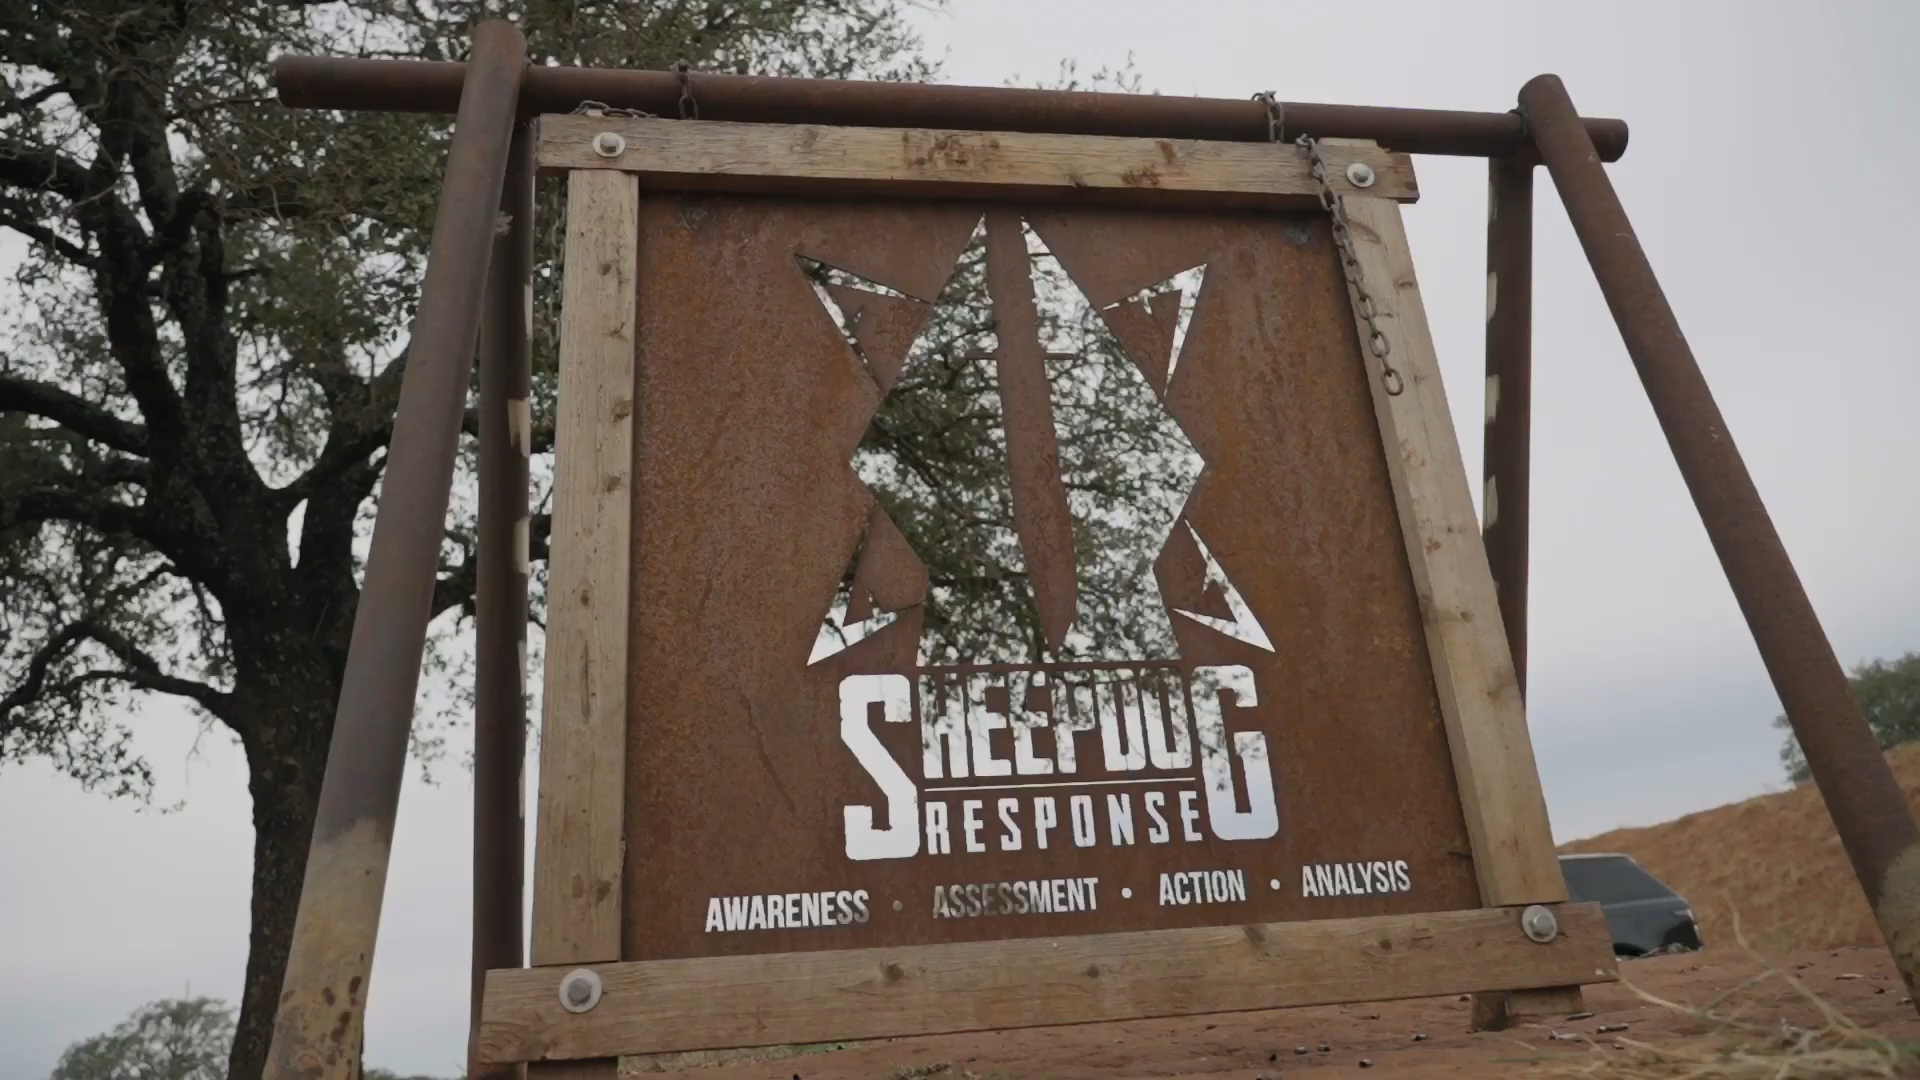 SHEEPDOG
RESPONSE
AWARENESS • ASSESSMENT • ACTION • ANALYSIS